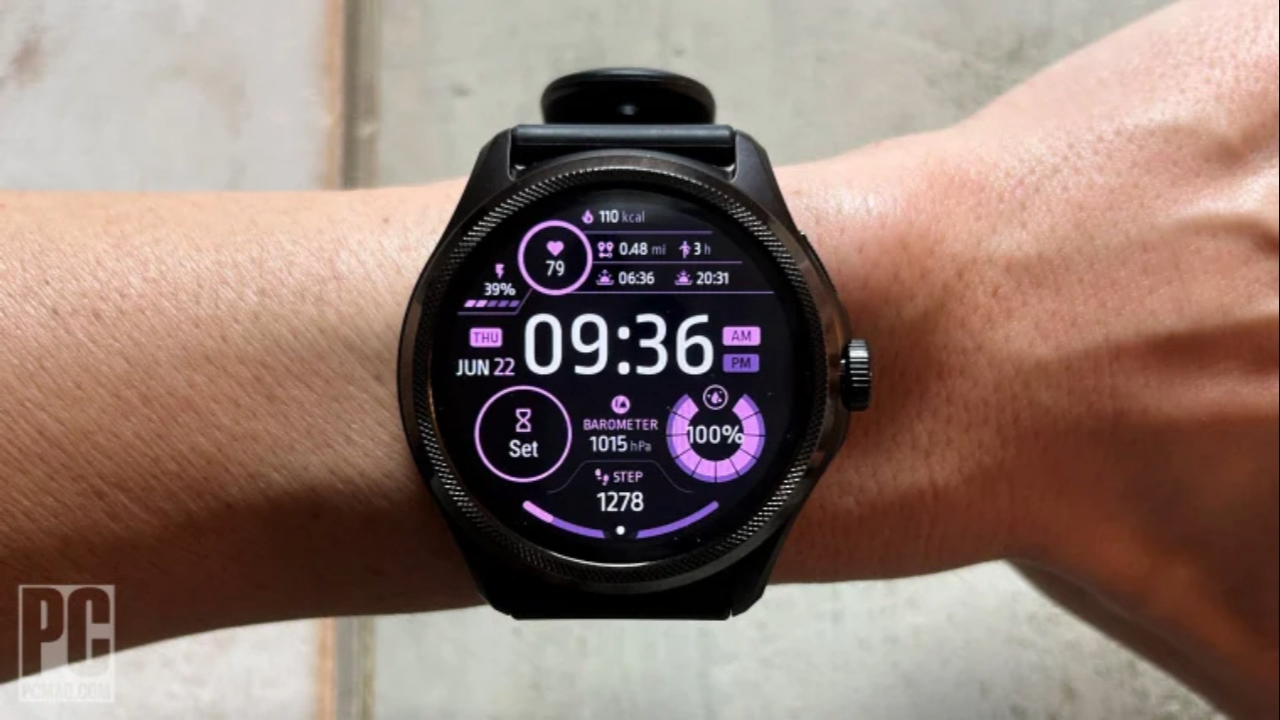 110 kcal
79
0.48 mi 3 h
39%
06:36 20:31
THU
09:36
AM
JUN 22
PM
Set
BAROMETER
1015 hPa
100%
STEP
1278
PC
PCMAG.COM